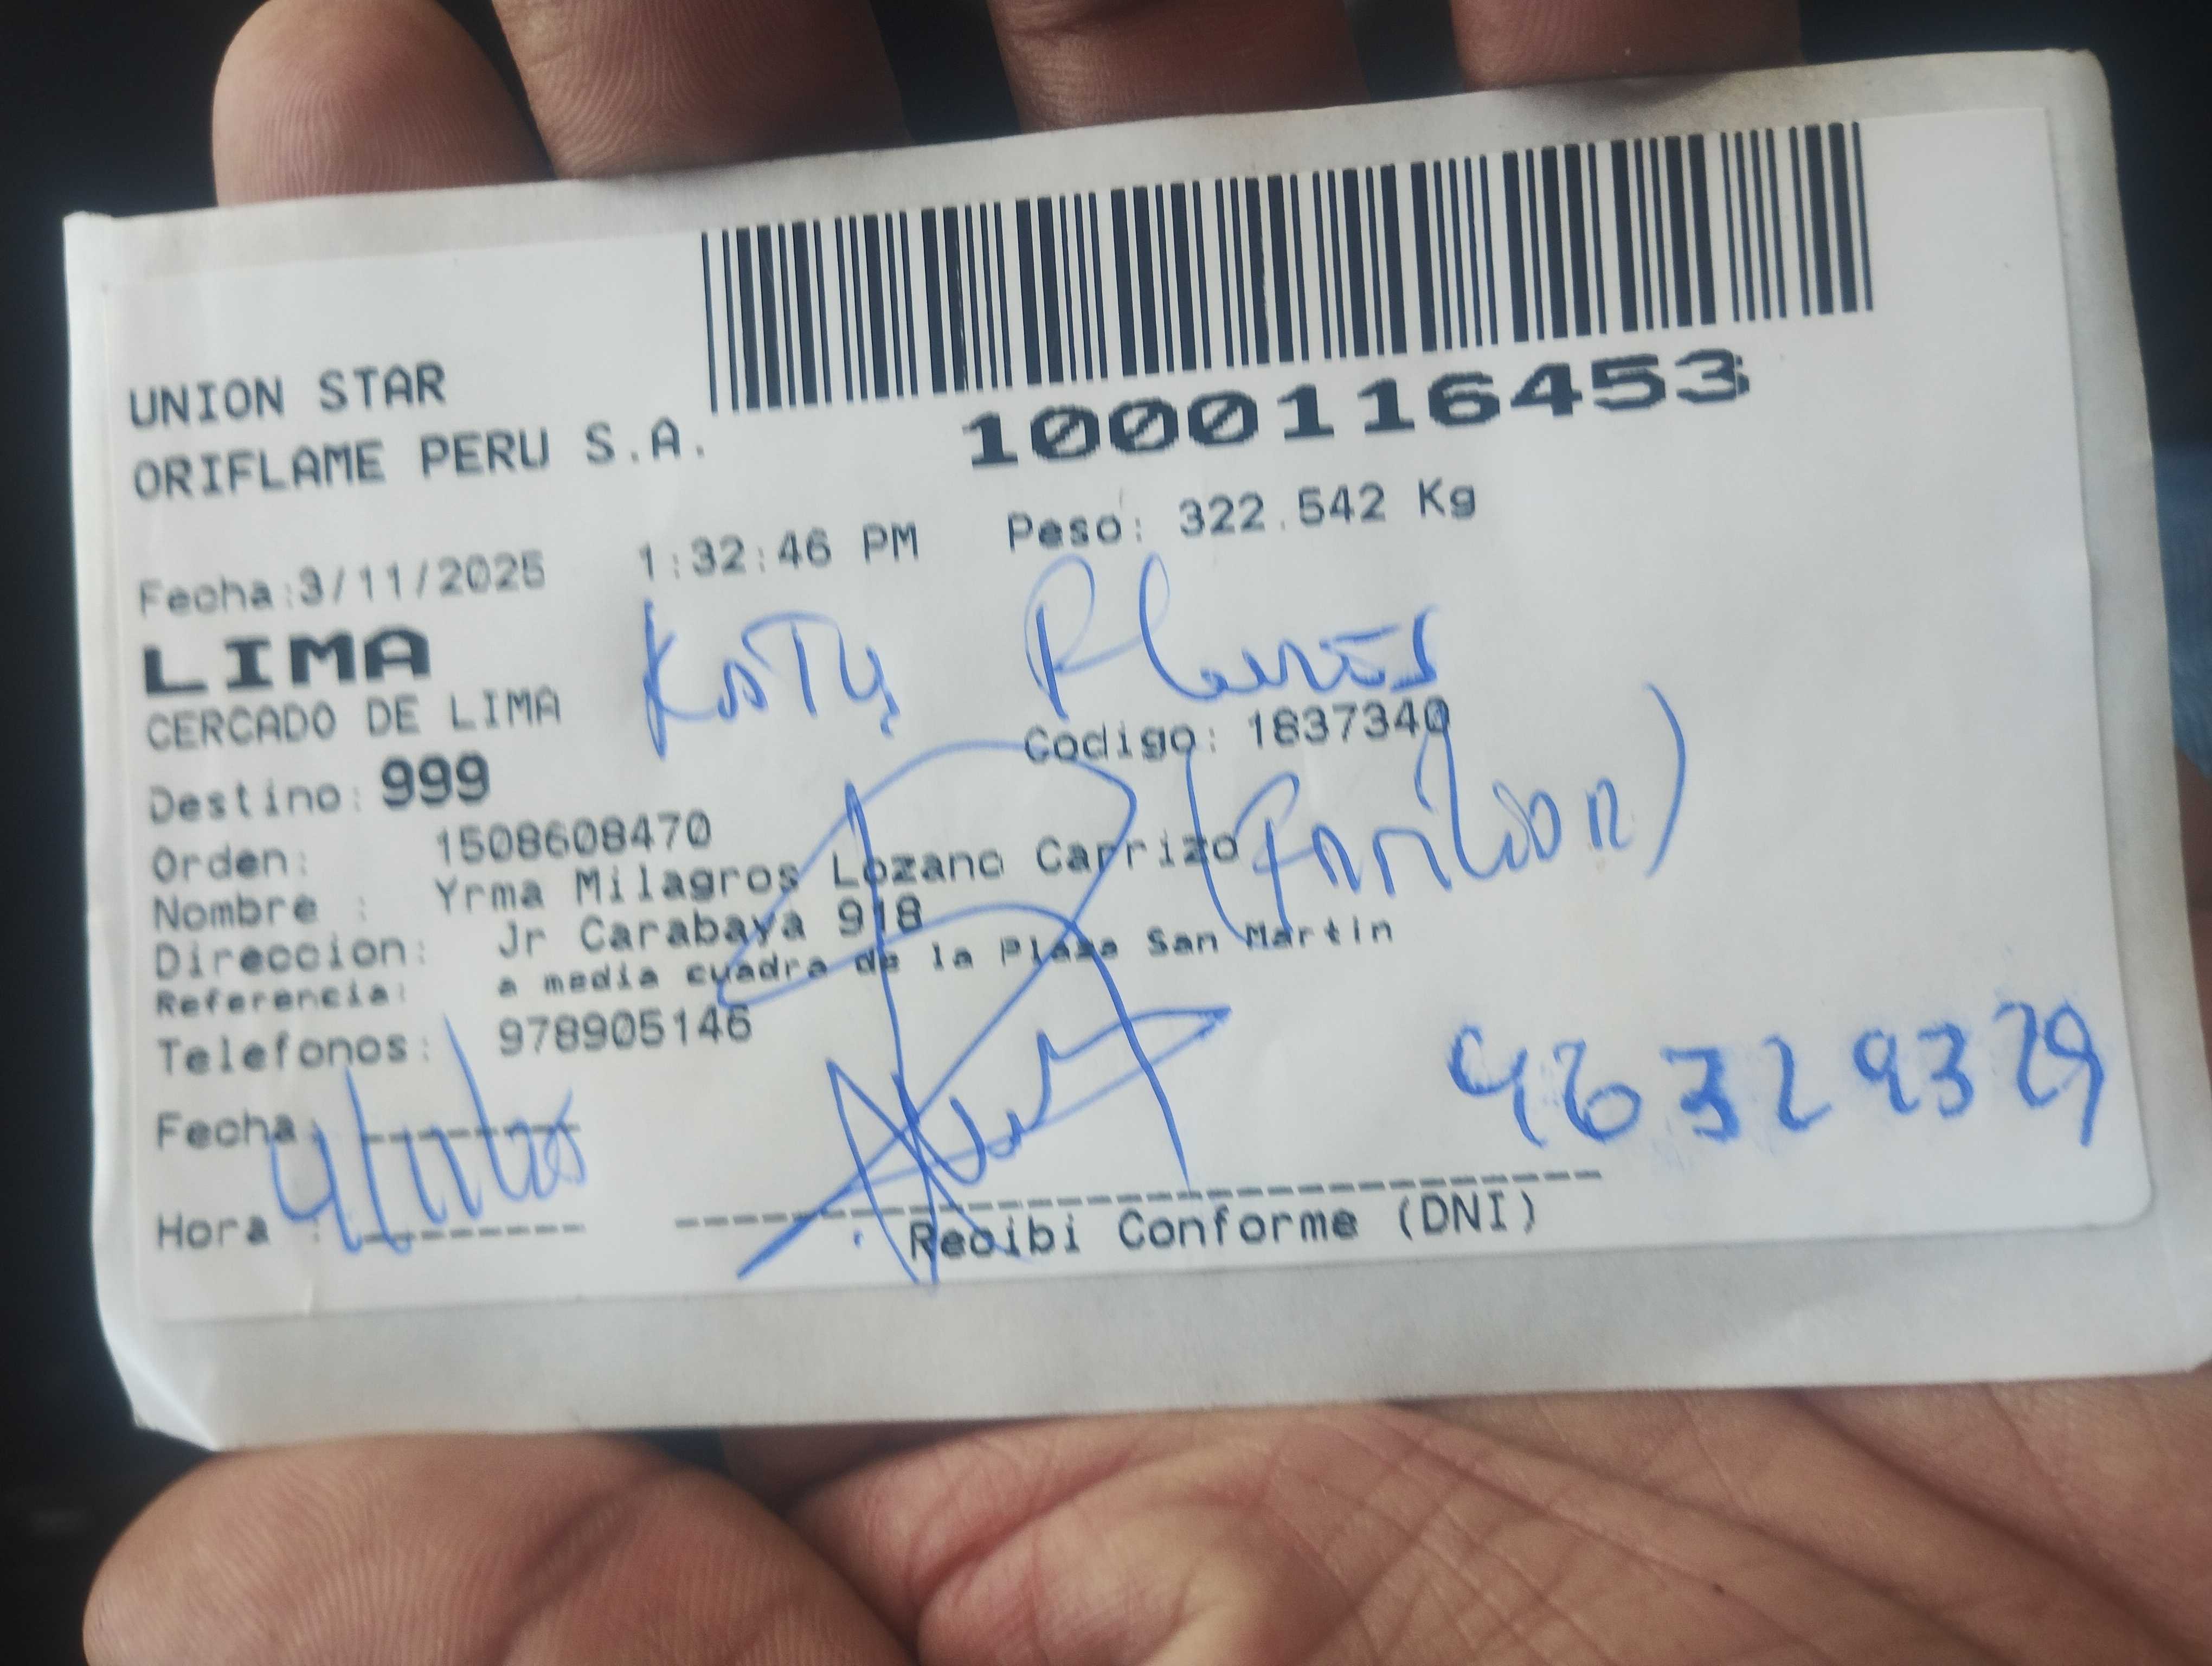 UNION STAR
ORIFLAME PERU S.A.
1000116453
Fecha:3/11/2025 1:32:46 PM Peso: 322.542 Kg
LIMA
CERCADO DE LIMA
Katy
Codigo: 1837340
Destino: 999
Orden: 1508608470
Nombre : Yrma Milagros Lozano Carrizo
Direccion: Jr Carabaya 918
Referencia: a media cuadra de la Plaza San Martin
Telefonos: 978905146
Fecha
Hora :
Recibi Conforme (DNI)